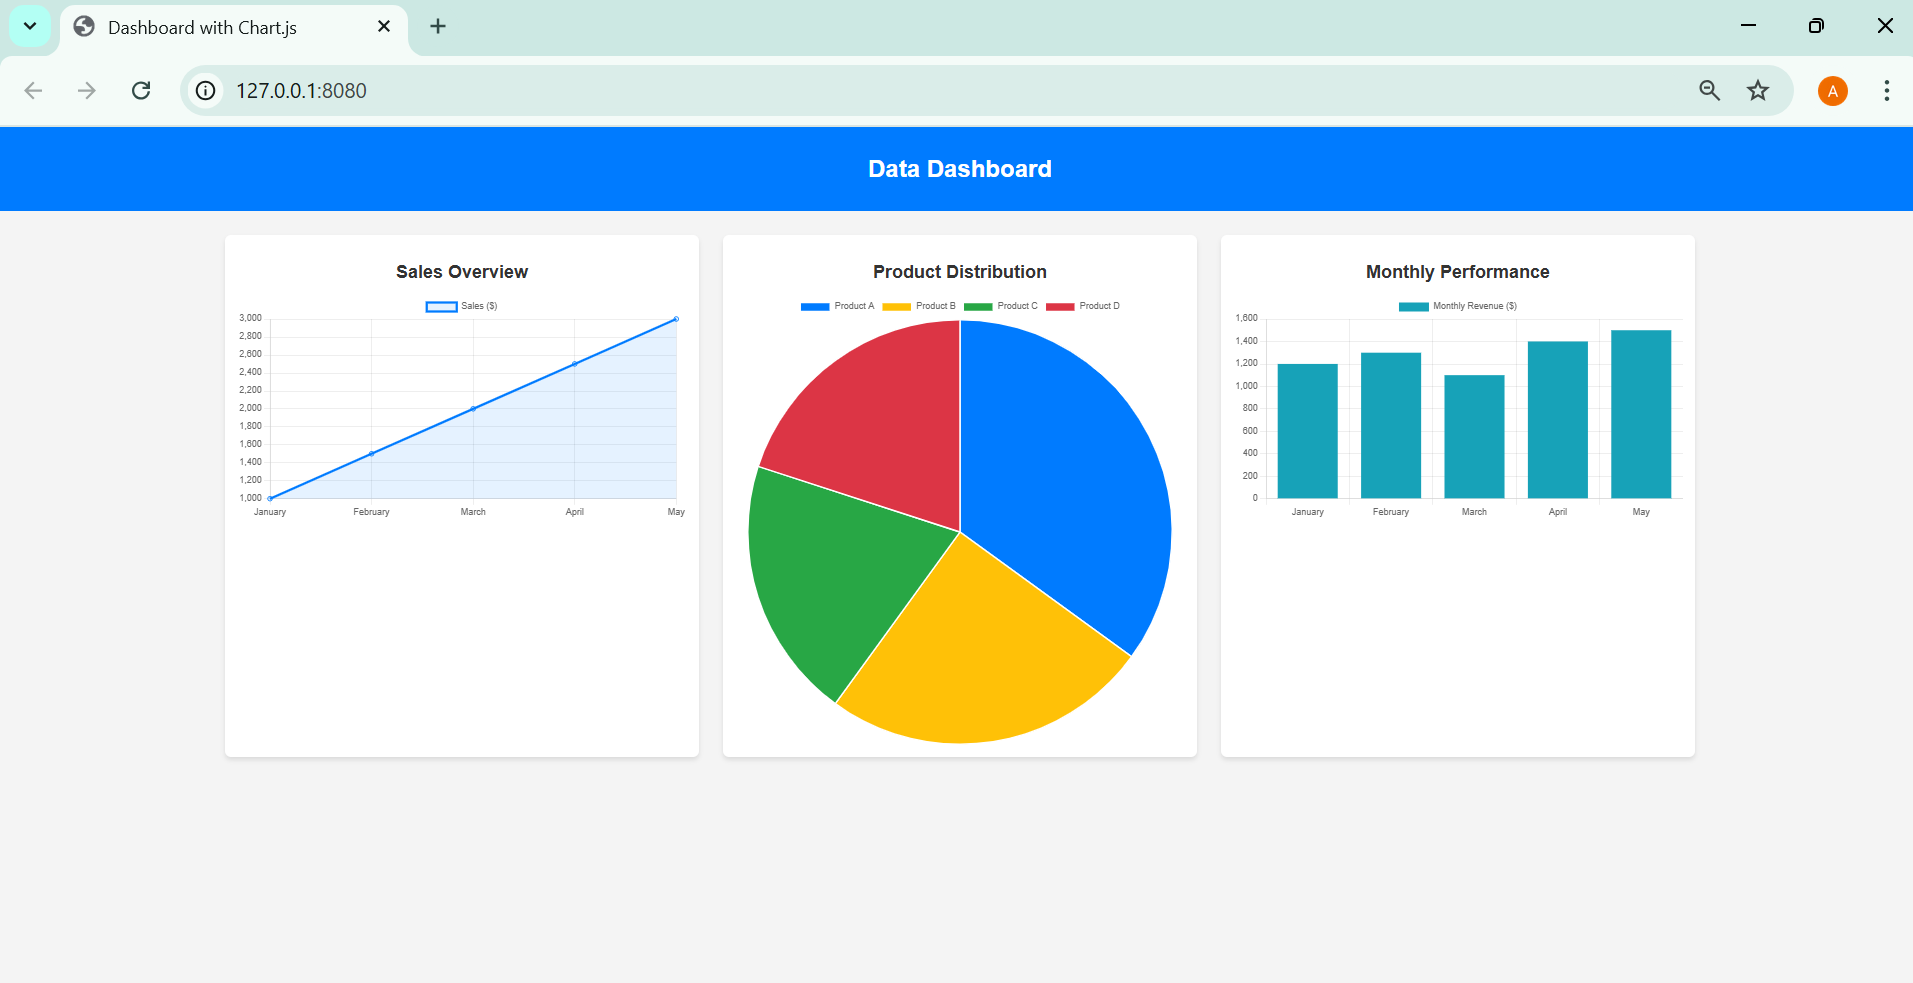 Dashboard with Chart.js
127.0.0.1:8080
A
Data Dashboard
Sales Overview
Sales ($)
3,000
2,800
2,600
2,400
2,200
2,000
1,800
1,600
1,400
1,200
1,000
January February March April May
Product Distribution
Product A Product B Product C Product D
Monthly Performance
Monthly Revenue ($)
1,600
1,400
1,200
1,000
800
600
400
200
0
January February March April May